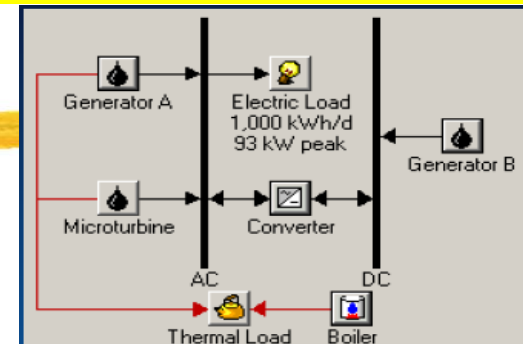 Generator A
Electric Load
1,000 kWh/d
93 kW peak
Generator B
Microturbine
Converter
AC
DC
Thermal Load
Boiler